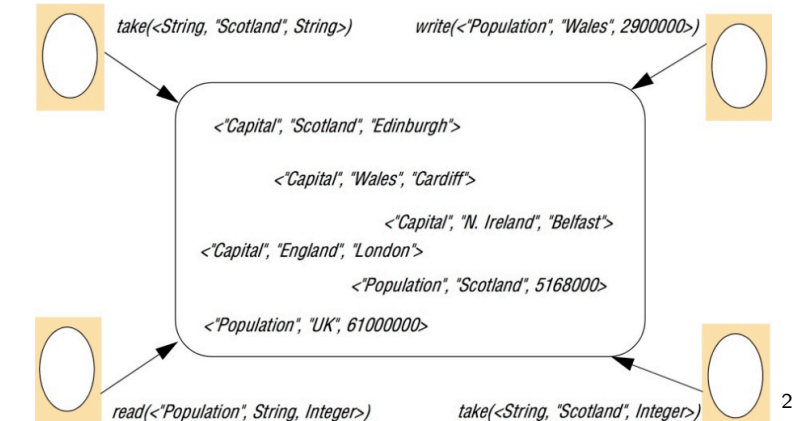 take(<String, "Scotland", String>)
write(<"Population", "Wales", 2900000>)
<"Capital", "Scotland", "Edinburgh">
<"Capital", "Wales", "Cardiff">
<"Capital", "N. Ireland", "Belfast">
<"Capital", "England", "London">
<"Population", "Scotland", 5168000>
<"Population", "UK", 61000000>
read(<"Population", String, Integer>)
take(<String, "Scotland", Integer>)
2